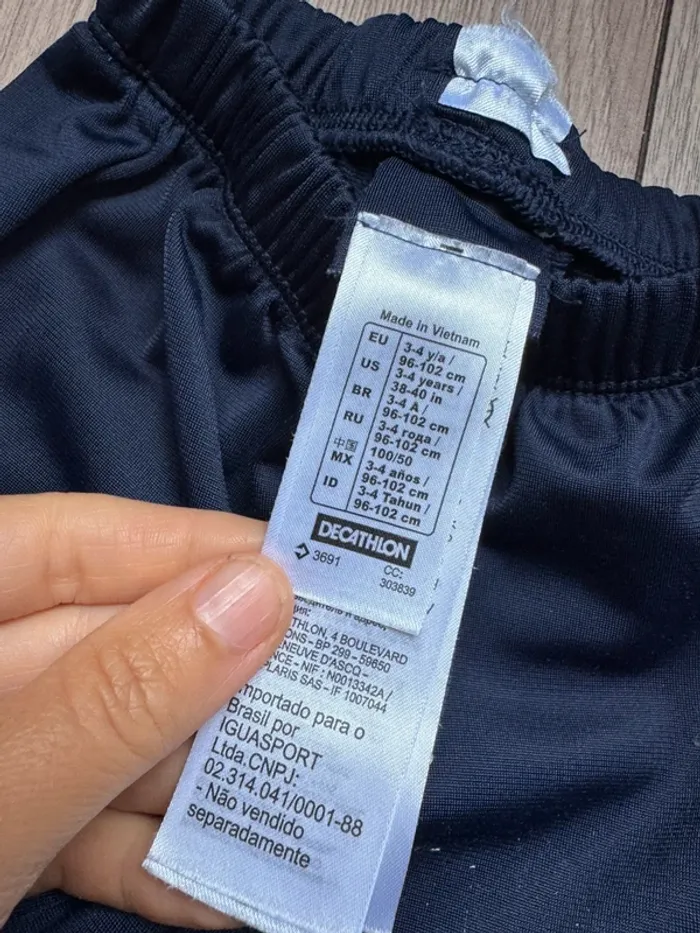 Made in Vietnam
EU 3-4 y/a /
96-102 cm
US 3-4 years /
38-40 in
BR 3-4 A /
96-102 cm
RU 3-4 года /
96-102 cm
中国 100/50
MX 3-4 años /
96-102 cm
ID 3-4 Tahun /
96-102 cm
DECATHLON
3691
CC:
303839
THLON, 4 BOULEVARD
ONS - BP 299 - 59650
NEUVE D'ASCQ -
NCE - NIF : N0013342A /
PLARIS SAS - IF 1007044
mportado para o
Brasil por
IGUASPORT
Ltda.CNPJ:
02.314.041/0001-88
- Não vendido
separadamente